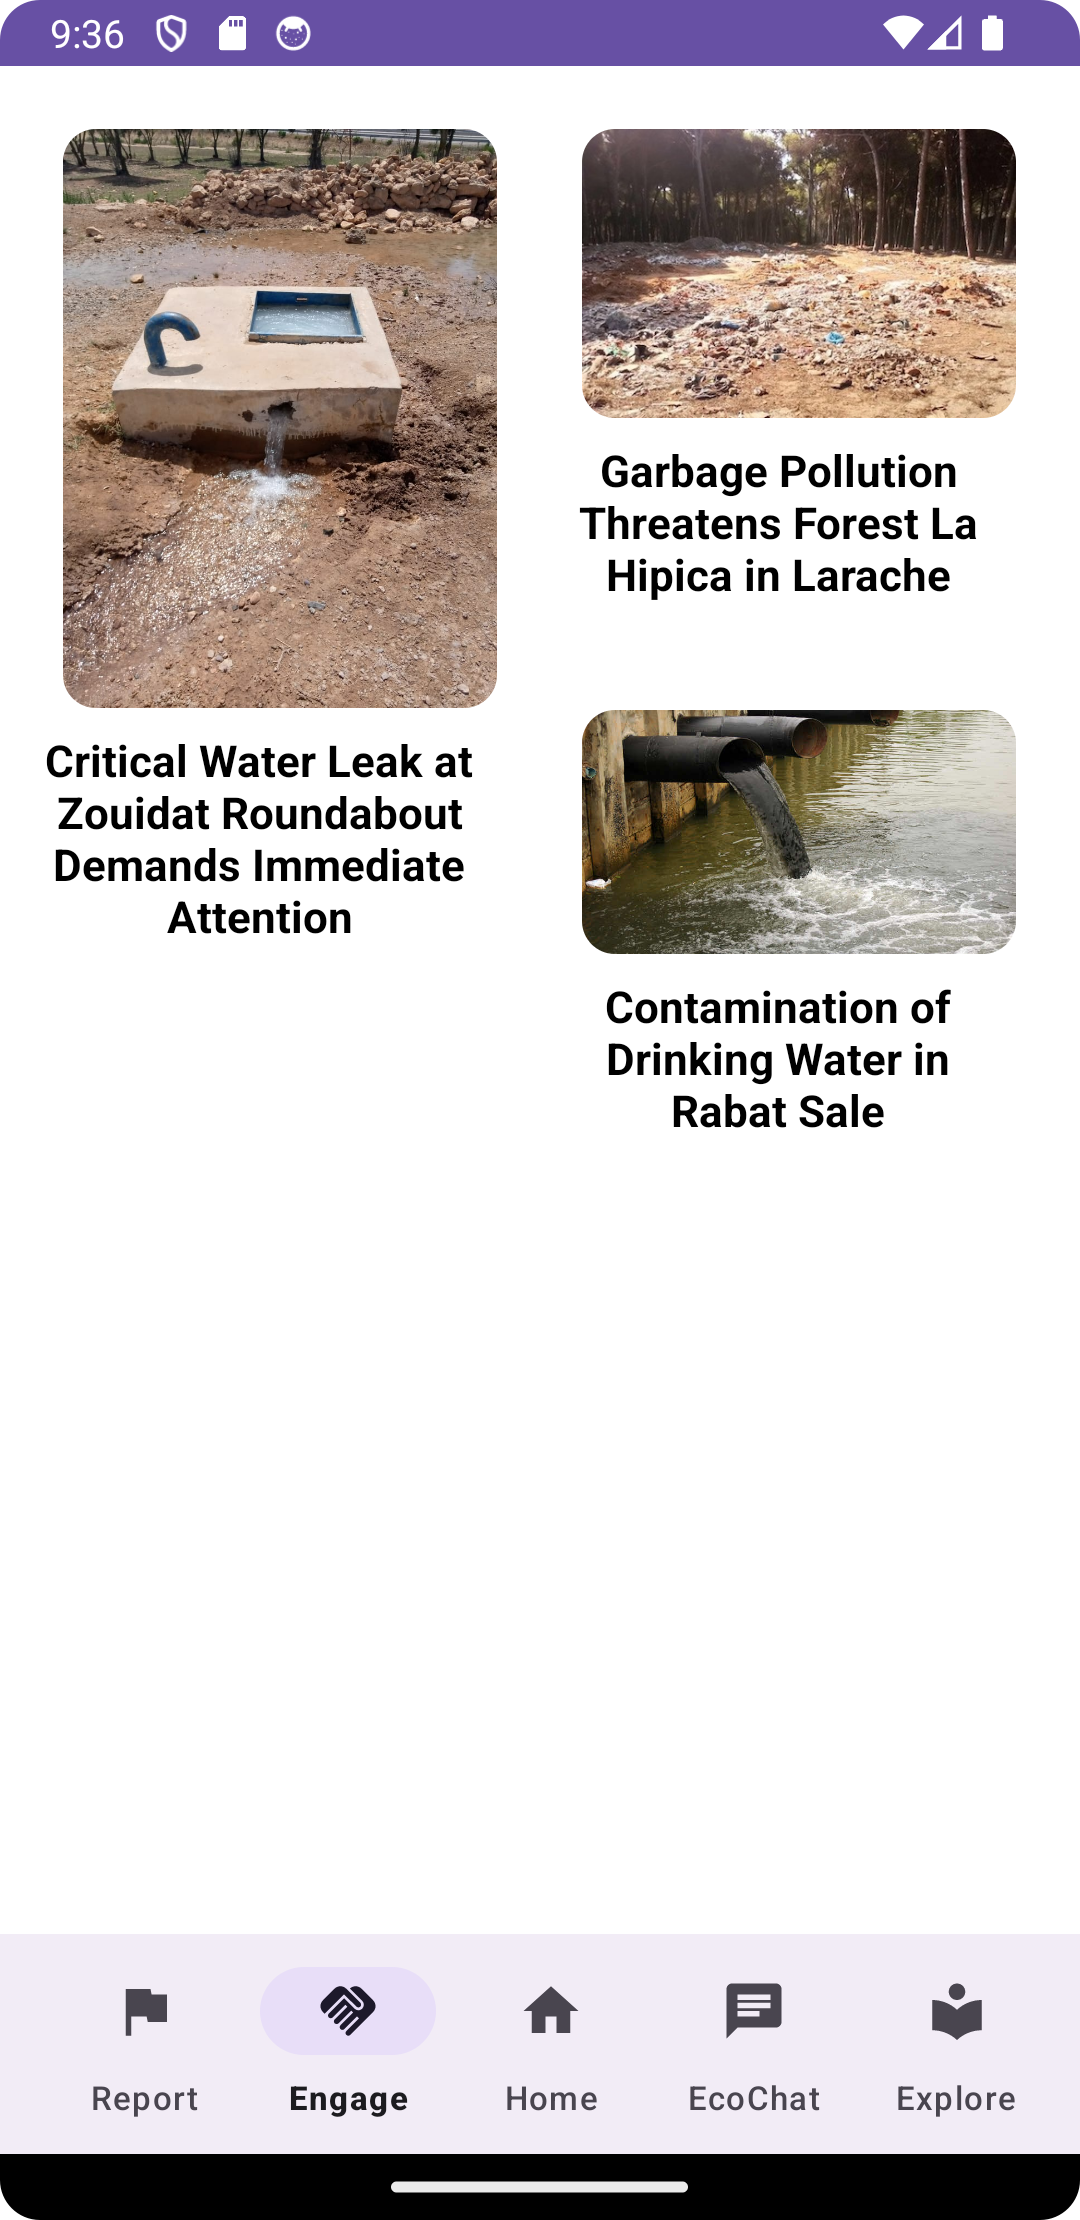 9:36
Critical Water Leak at
Zouidat Roundabout
Demands Immediate
Attention
Garbage Pollution
Threatens Forest La
Hipica in Larache
Contamination of
Drinking Water in
Rabat Sale
Report
Engage
Home
EcoChat
Explore